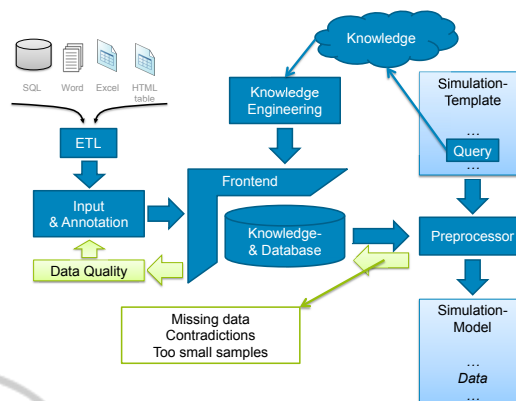 Knowledge
SQL
Word
Excel
HTML
table
Knowledge
Engineering
Simulation-
Template
...
Query
...
ETL
Frontend
Input
& Annotation
Knowledge-
& Database
Preprocessor
Data Quality
Missing data
Contradictions
Too small samples
Simulation-
Model
...
Data
...